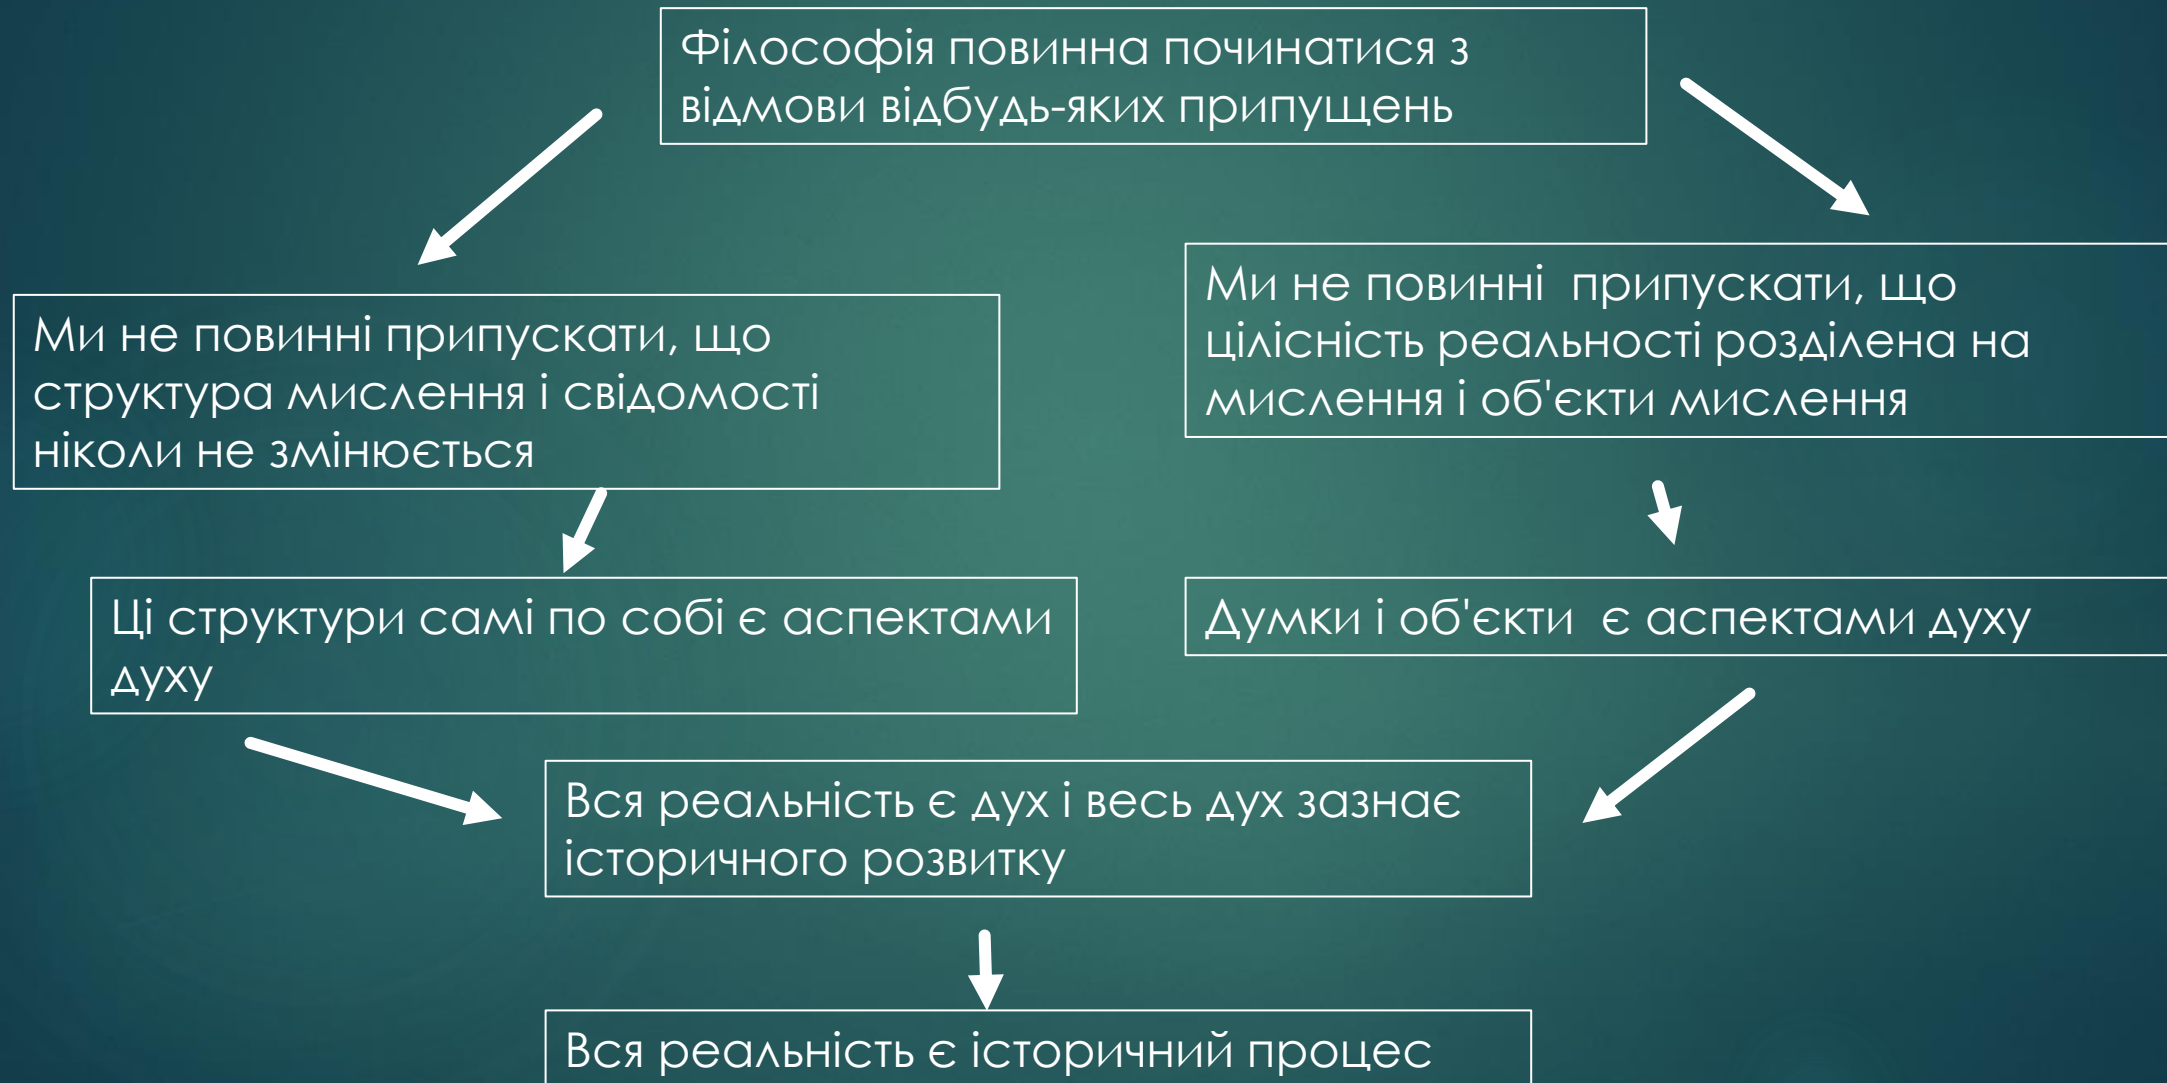 Філософія повинна починатися з
відмови відбудь-яких припущень
Ми не повинні припускати, що
структура мислення і свідомості
ніколи не змінюється
Ми не повинні  припускати, що
цілісність реальності розділена на
мислення і об'єкти мислення
Ці структури самі по собі є аспектами
духу
Думки і об'єкти  є аспектами духу
Вся реальність є дух і весь дух зазнає
історичного розвитку
Вся реальність є історичний процес